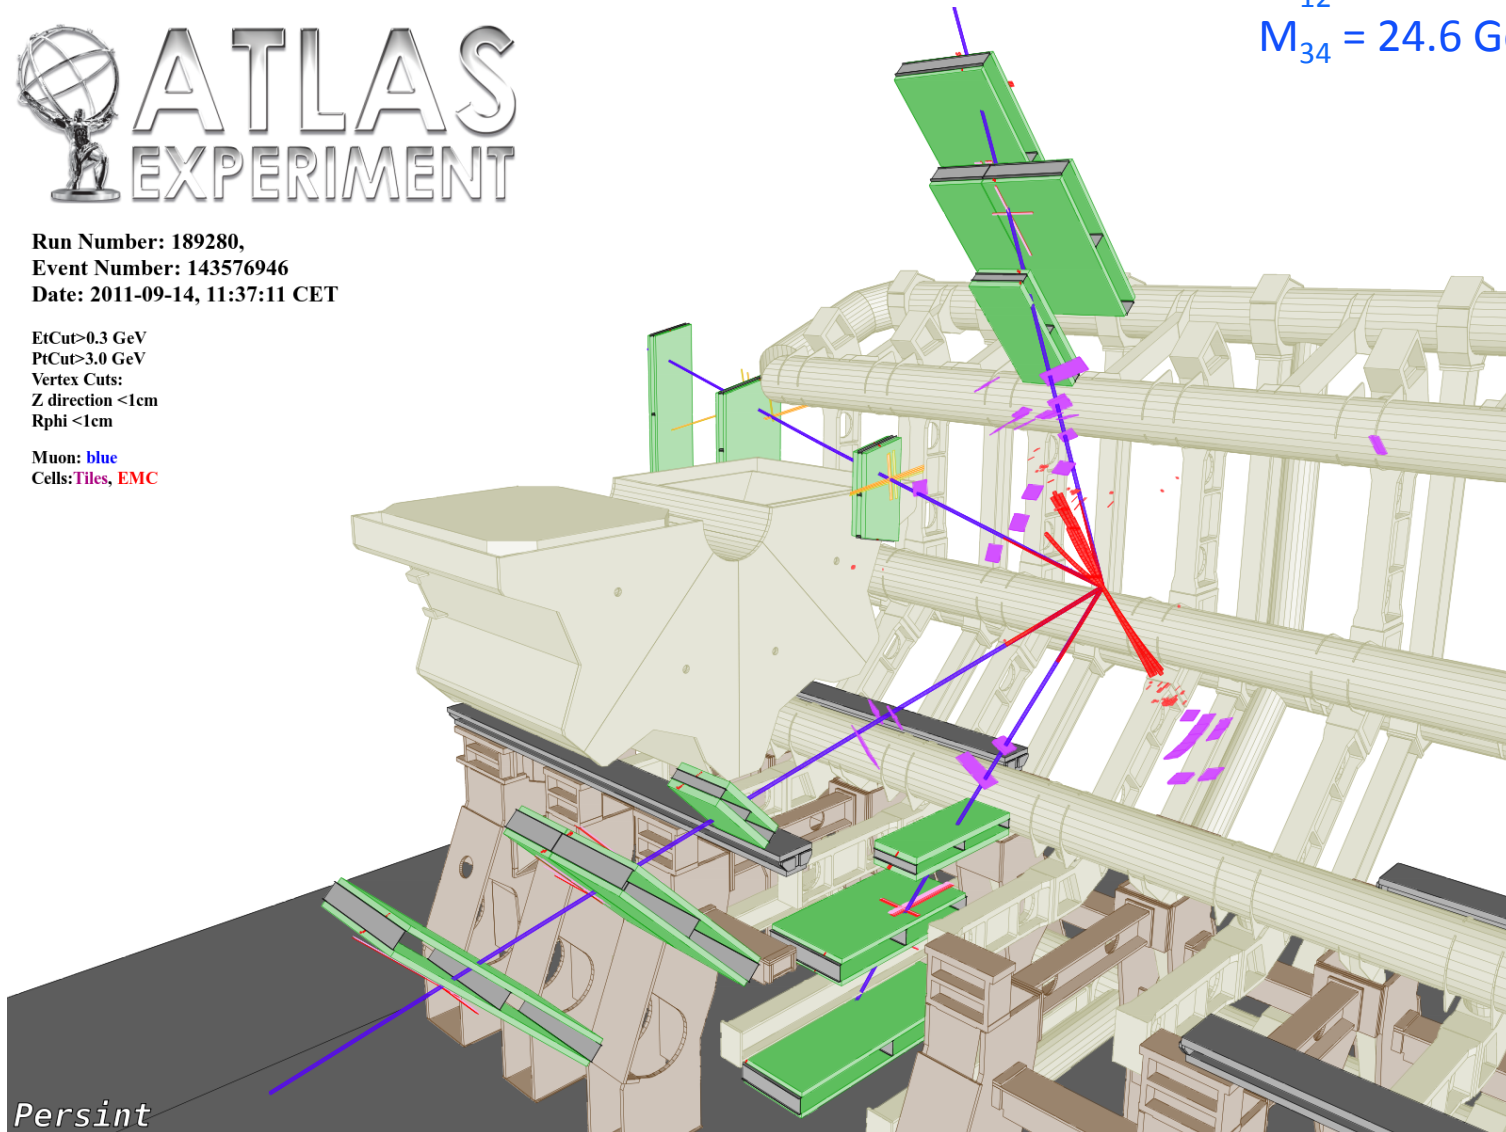 ATLAS
EXPERIMENT
12
M34 = 24.6 G
Run Number: 189280,
Event Number: 143576946
Date: 2011-09-14, 11:37:11 CET
EtCut>0.3 GeV
PtCut>3.0 GeV
Vertex Cuts:
Z direction <1cm
Rphi <1cm
Muon: blue
Cells:Tiles, EMC
Persint